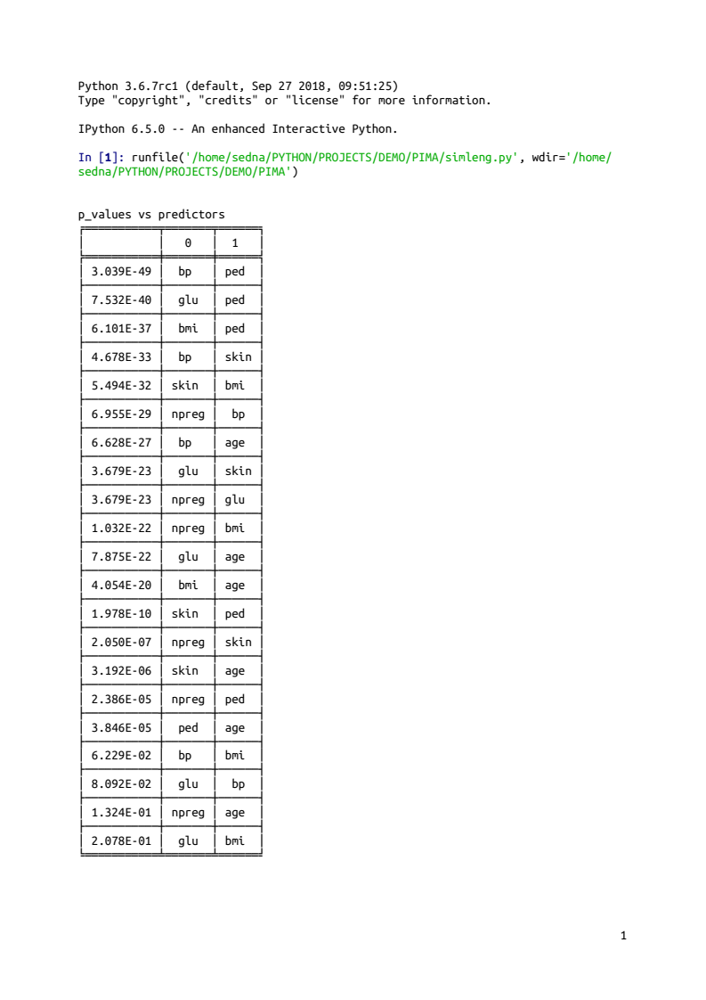 Python 3.6.7rc1 (default, Sep 27 2018, 09:51:25)
Type "copyright", "credits" or "license" for more information.
IPython 6.5.0 -- An enhanced Interactive Python.
In [1]: runfile('/home/sedna/PYTHON/PROJECTS/DEMO/PIMA/simleng.py', wdir='/home/
sedna/PYTHON/PROJECTS/DEMO/PIMA')
p_values vs predictors
0 1
3.039E-49 bp ped
7.532E-40 glu ped
6.101E-37 bmi ped
4.678E-33 bp skin
5.494E-32 skin bmi
6.955E-29 npreg bp
6.628E-27 bp age
3.679E-23 glu skin
3.679E-23 npreg glu
1.032E-22 npreg bmi
7.875E-22 glu age
4.054E-20 bmi age
1.978E-10 skin ped
2.050E-07 npreg skin
3.192E-06 skin age
2.386E-05 npreg ped
3.846E-05 ped age
6.229E-02 bp bmi
8.092E-02 glu bp
1.324E-01 npreg age
2.078E-01 glu bmi
1